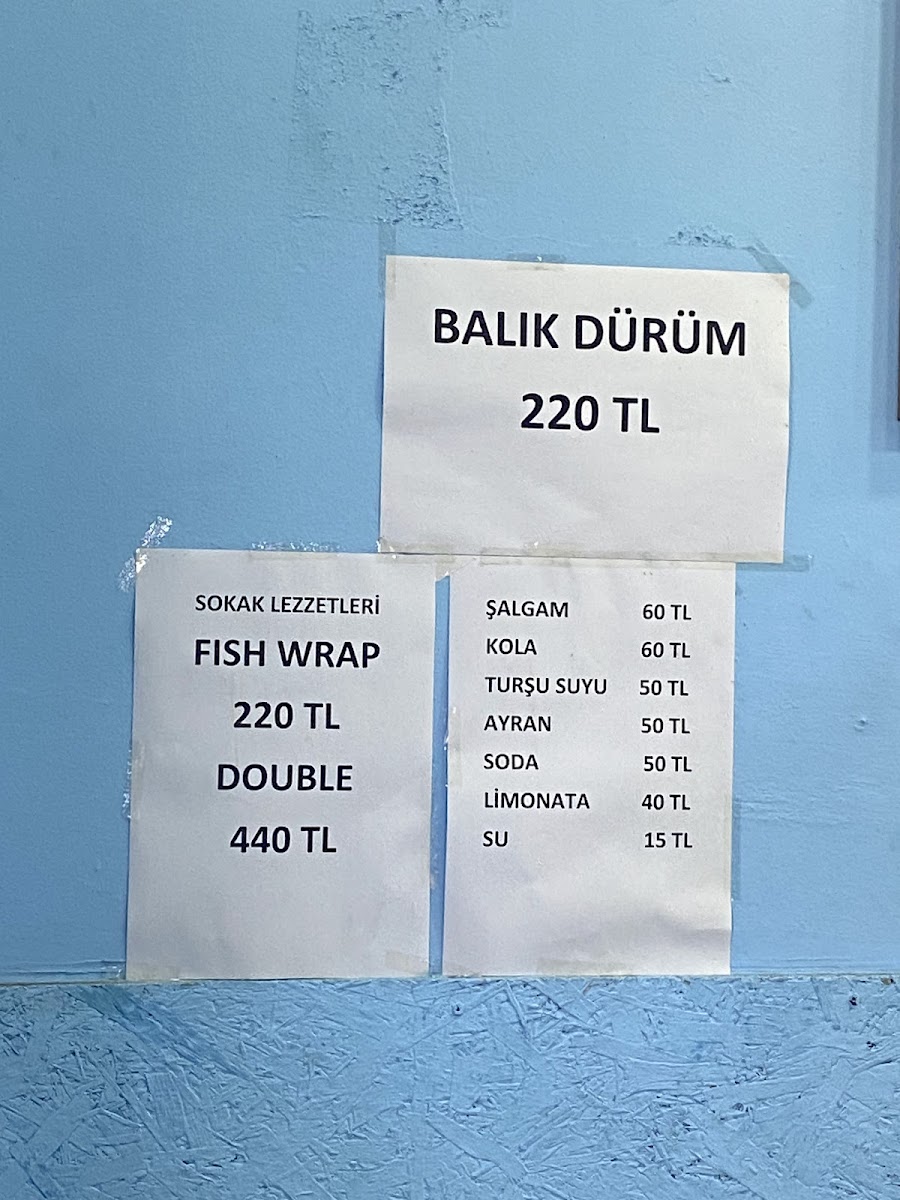 BALIK DÜRÜM
220 TL
SOKAK LEZZETLERİ
FISH WRAP
220 TL
DOUBLE
440 TL
ŞALGAM 60 TL
KOLA 60 TL
TURŞU SUYU 50 TL
AYRAN 50 TL
SODA 50 TL
LİMONATA 40 TL
SU 15 TL